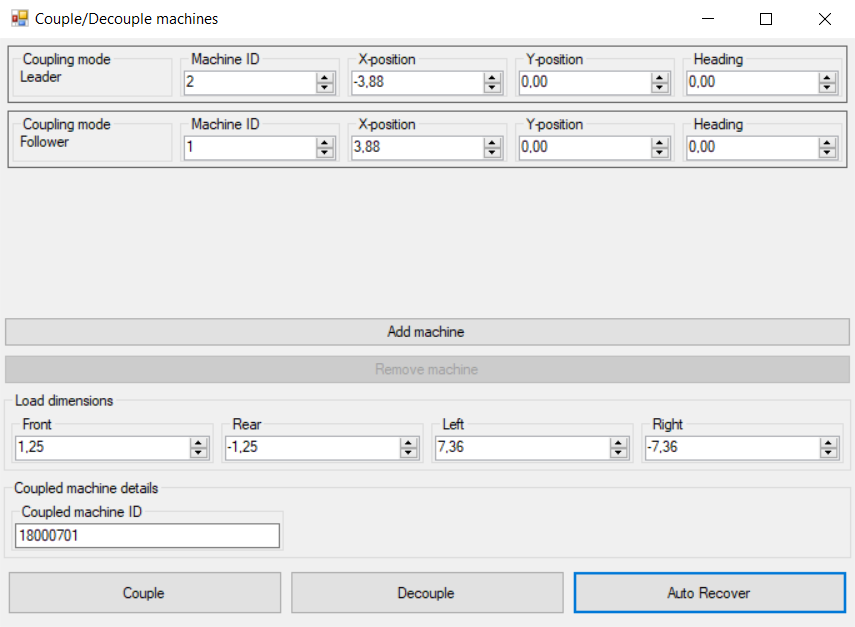 Couple/Decouple machines
Coupling mode Machine ID X-position Y-position Heading
Leader 2 -3,88 0,00 0,00
Coupling mode Machine ID X-position Y-position Heading
Follower 1 3,88 0,00 0,00
Add machine
Remove machine
Load dimensions
Front Rear Left Right
1,25 -1,25 7,36 -7,36
Coupled machine details
Coupled machine ID
18000701
Couple Decouple Auto Recover